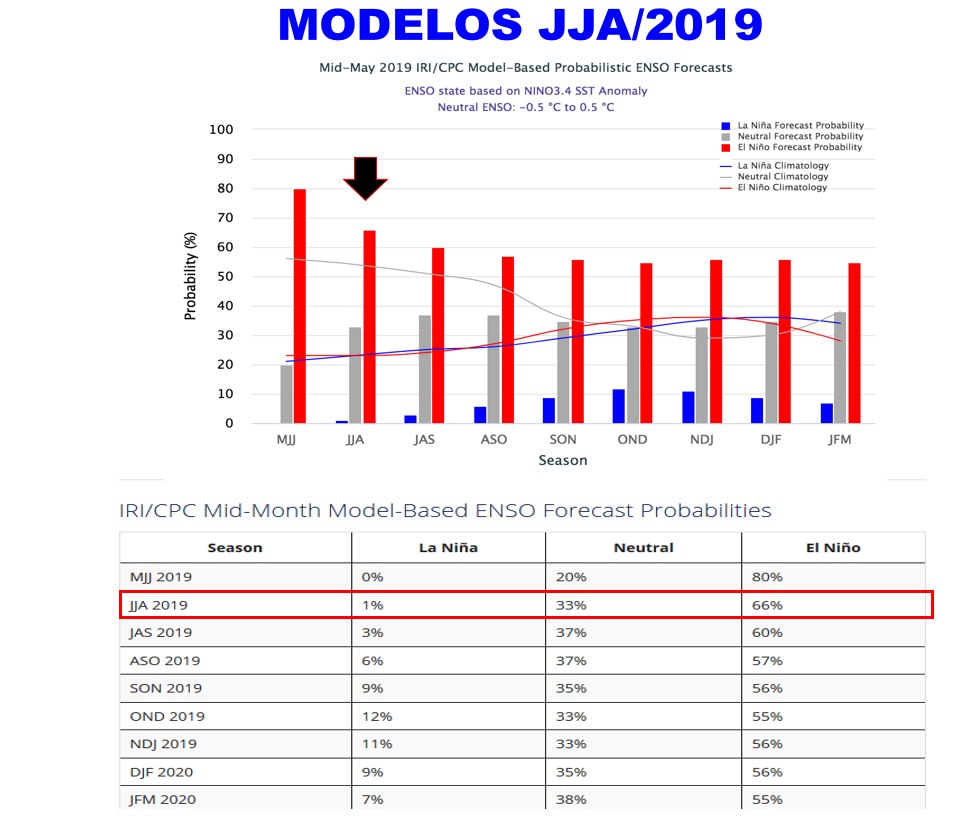 MODELOS JJA/2019
Mid-May 2019 IRI/CPC Model-Based Probabilistic ENSO Forecasts
ENSO state based on NINO3.4 SST Anomaly
Neutral ENSO: -0.5 °C to 0.5 °C
La Niña Forecast Probability
Neutral Forecast Probability
El Niño Forecast Probability
La Niña Climatology
Neutral Climatology
El Niño Climatology
Probability (%)
100
90
80
70
60
50
40
30
20
10
0
MJJ JJA JAS ASO SON OND NDJ DJF JFM
Season
IRI/CPC Mid-Month Model-Based ENSO Forecast Probabilities
Season La Niña Neutral El Niño
MJJ 2019 0% 20% 80%
JJA 2019 1% 33% 66%
JAS 2019 3% 37% 60%
ASO 2019 6% 37% 57%
SON 2019 9% 35% 56%
OND 2019 12% 33% 55%
NDJ 2019 11% 33% 56%
DJF 2020 9% 35% 56%
JFM 2020 7% 38% 55%